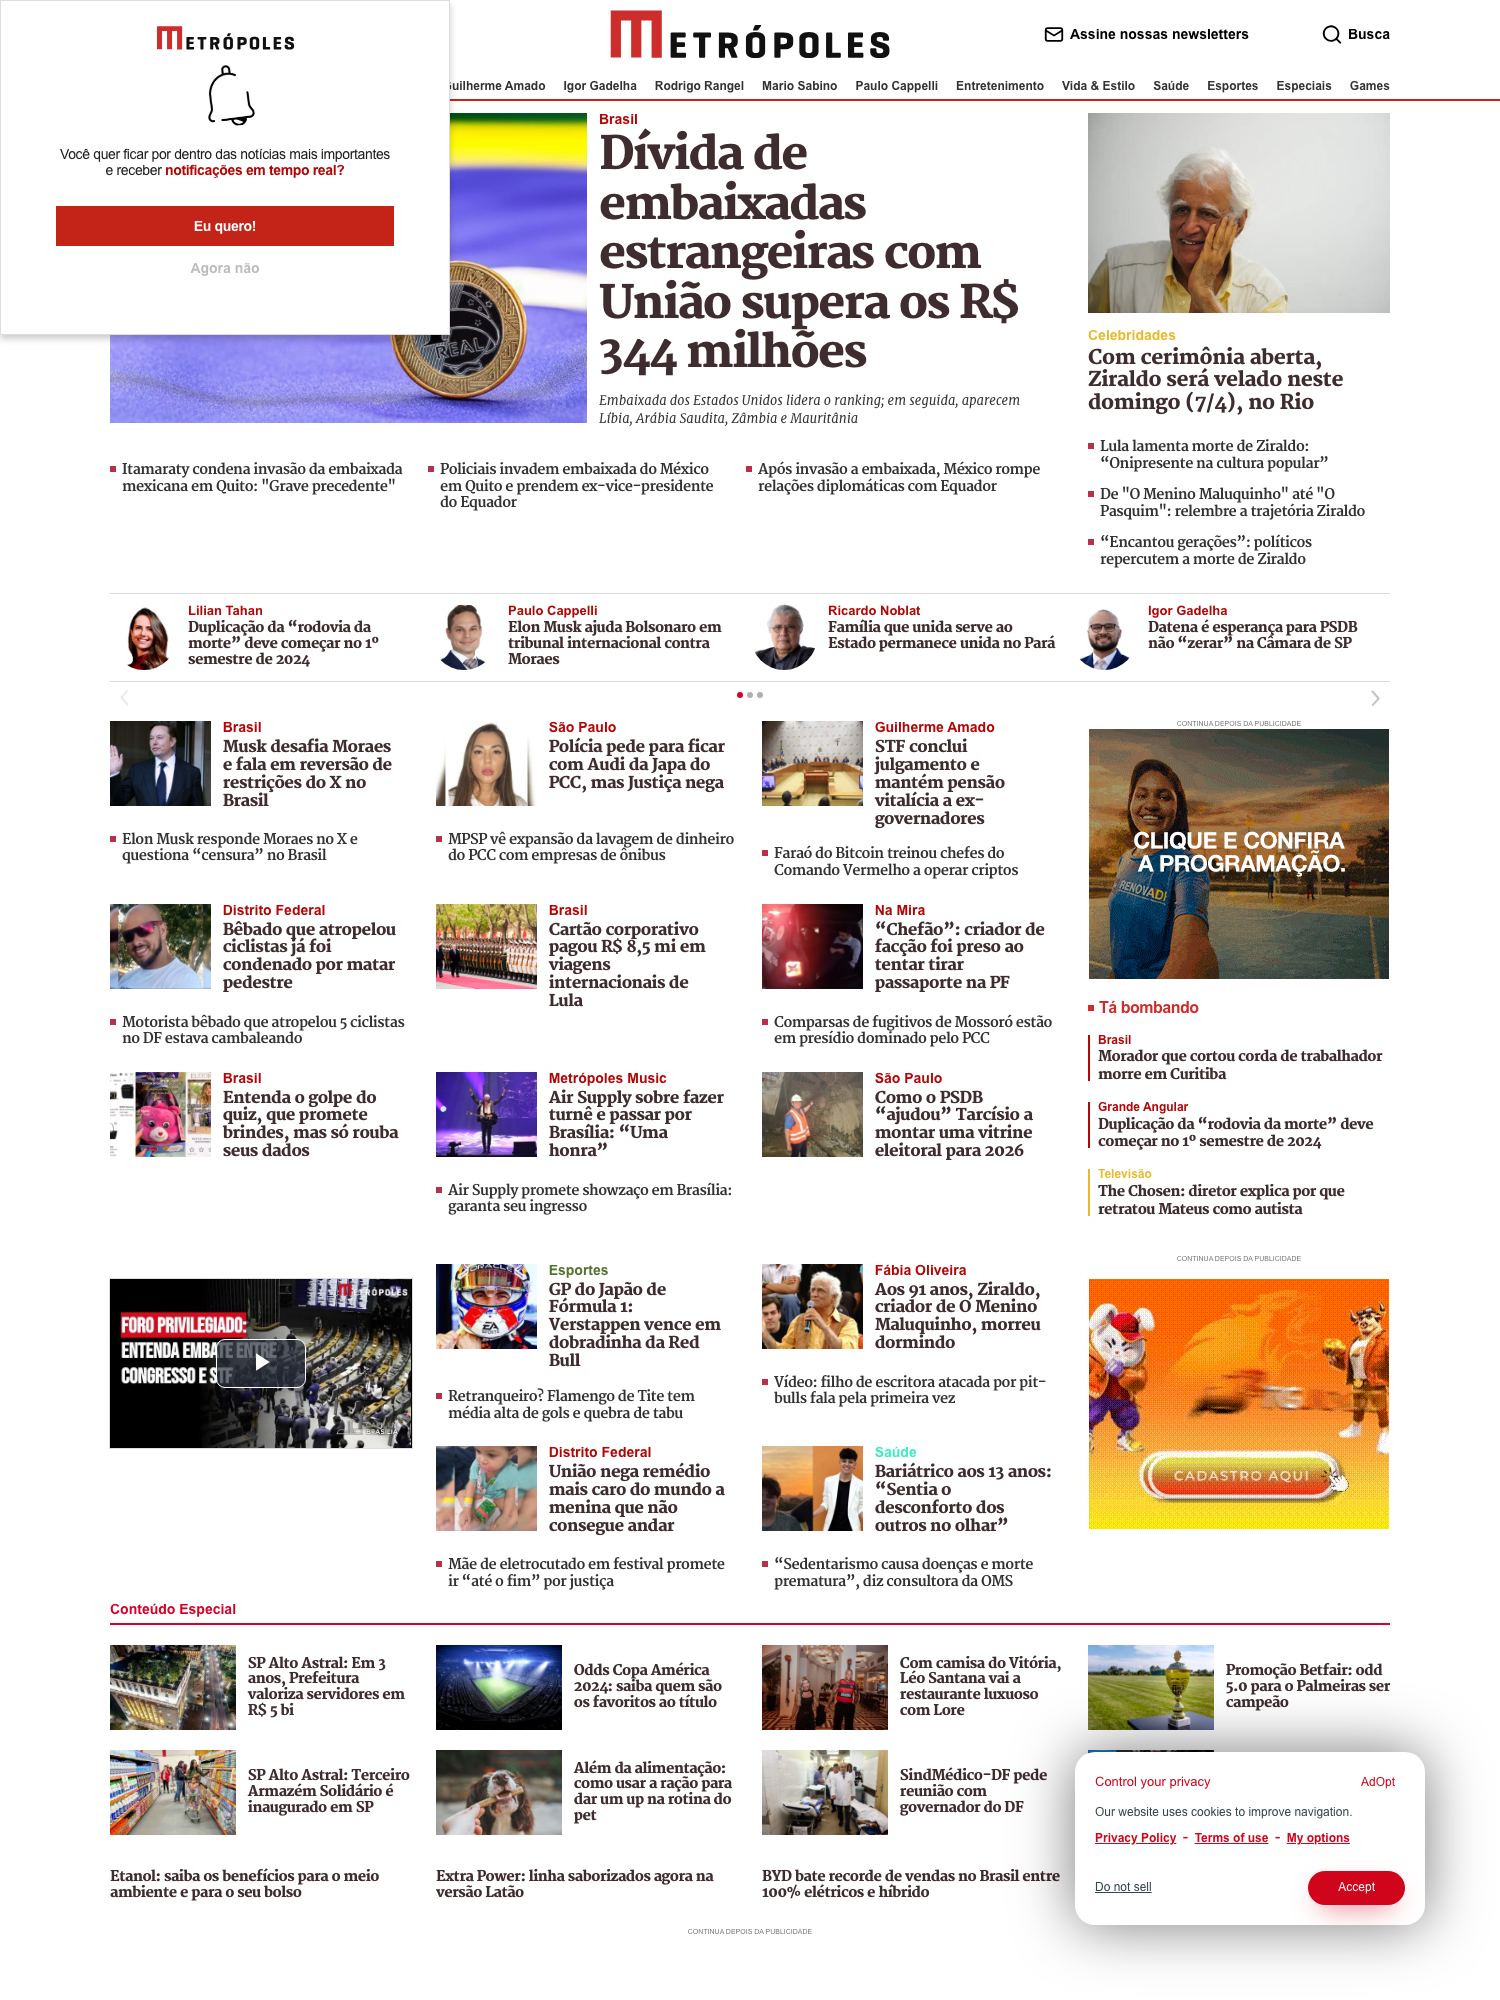 METRÓPOLES
Você quer ficar por dentro das notícias mais importantes
e receber notificações em tempo real?
Eu quero!
Agora não
METRÓPOLES
Assine nossas newsletters
Busca
Guilherme Amado Igor Gadelha Rodrigo Rangel Mario Sabino Paulo Cappelli Entretenimento Vida & Estilo Saúde Esportes Especiais Games
Brasil
Dívida de
embaixadas
estrangeiras com
União supera os R$
344 milhões
Embaixada dos Estados Unidos lidera o ranking; em seguida, aparecem
Líbia, Arábia Saudita, Zâmbia e Mauritânia
REAL
Celebridades
Com cerimônia aberta,
Ziraldo será velado neste
domingo (7/4), no Rio
Lula lamenta morte de Ziraldo:
“Onipresente na cultura popular”
De "O Menino Maluquinho" até "O
Pasquim": relembre a trajetória Ziraldo
“Encantou gerações”: políticos
repercutem a morte de Ziraldo
Itamaraty condena invasão da embaixada
mexicana em Quito: "Grave precedente"
Policiais invadem embaixada do México
em Quito e prendem ex-vice-presidente
do Equador
Após invasão a embaixada, México rompe
relações diplomáticas com Equador
Lilian Tahan
Duplicação da “rodovia da
morte” deve começar no 1º
semestre de 2024
Paulo Cappelli
Elon Musk ajuda Bolsonaro em
tribunal internacional contra
Moraes
Ricardo Noblat
Família que unida serve ao
Estado permanece unida no Pará
Igor Gadelha
Datena é esperança para PSDB
não “zerar” na Câmara de SP
Brasil
Musk desafia Moraes
e fala em reversão de
restrições do X no
Brasil
Elon Musk responde Moraes no X e
questiona “censura” no Brasil
São Paulo
Polícia pede para ficar
com Audi da Japa do
PCC, mas Justiça nega
MPSP vê expansão da lavagem de dinheiro
do PCC com empresas de ônibus
Guilherme Amado
STF conclui
julgamento e
mantém pensão
vitalícia a ex-
governadores
Faraó do Bitcoin treinou chefes do
Comando Vermelho a operar criptos
CONTINUA DEPOIS DA PUBLICIDADE
CLIQUE E CONFIRA
A PROGRAMAÇÃO.
RENOVADF
Distrito Federal
Bêbado que atropelou
ciclistas já foi
condenado por matar
pedestre
Motorista bêbado que atropelou 5 ciclistas
no DF estava cambaleando
Brasil
Cartão corporativo
pagou R$ 8,5 mi em
viagens
internacionais de
Lula
Na Mira
“Chefão”: criador de
facção foi preso ao
tentar tirar
passaporte na PF
Comparsas de fugitivos de Mossoró estão
em presídio dominado pelo PCC
Tá bombando
Brasil
Morador que cortou corda de trabalhador
morre em Curitiba
Grande Angular
Duplicação da “rodovia da morte” deve
começar no 1º semestre de 2024
Televisão
The Chosen: diretor explica por que
retratou Mateus como autista
Brasil
Entenda o golpe do
quiz, que promete
brindes, mas só rouba
seus dados
Metrópoles Music
Air Supply sobre fazer
turnê e passar por
Brasília: “Uma
honra”
Air Supply promete showzaço em Brasília:
garanta seu ingresso
São Paulo
Como o PSDB
“ajudou” Tarcísio a
montar uma vitrine
eleitoral para 2026
CONTINUA DEPOIS DA PUBLICIDADE
METRÓPOLES
FORO PRIVILEGIADO:
ENTENDA EMBATE ENTRE
CONGRESSO E STF
BRASÍLIA
Esportes
GP do Japão de
Fórmula 1:
Verstappen vence em
dobradinha da Red
Bull
Retranqueiro? Flamengo de Tite tem
média alta de gols e quebra de tabu
ORACLE
EA
Fábia Oliveira
Aos 91 anos, Ziraldo,
criador de O Menino
Maluquinho, morreu
dormindo
Vídeo: filho de escritora atacada por pit-
bulls fala pela primeira vez
CADASTRO AQUI
Distrito Federal
União nega remédio
mais caro do mundo a
menina que não
consegue andar
Mãe de eletrocutado em festival promete
ir “até o fim” por justiça
Saúde
Bariátrico aos 13 anos:
“Sentia o
desconforto dos
outros no olhar”
“Sedentarismo causa doenças e morte
prematura”, diz consultora da OMS
Conteúdo Especial
SP Alto Astral: Em 3
anos, Prefeitura
valoriza servidores em
R$ 5 bi
Odds Copa América
2024: saiba quem são
os favoritos ao título
Com camisa do Vitória,
Léo Santana vai a
restaurante luxuoso
com Lore
Promoção Betfair: odd
5.0 para o Palmeiras ser
campeão
SP Alto Astral: Terceiro
Armazém Solidário é
inaugurado em SP
Além da alimentação:
como usar a ração para
dar um up na rotina do
pet
SindMédico-DF pede
reunião com
governador do DF
Etanol: saiba os benefícios para o meio
ambiente e para o seu bolso
Extra Power: linha saborizados agora na
versão Latão
BYD bate recorde de vendas no Brasil entre
100% elétricos e híbrido
Control your privacy
AdOpt
Our website uses cookies to improve navigation.
Privacy Policy - Terms of use - My options
Do not sell
Accept
CONTINUA DEPOIS DA PUBLICIDADE